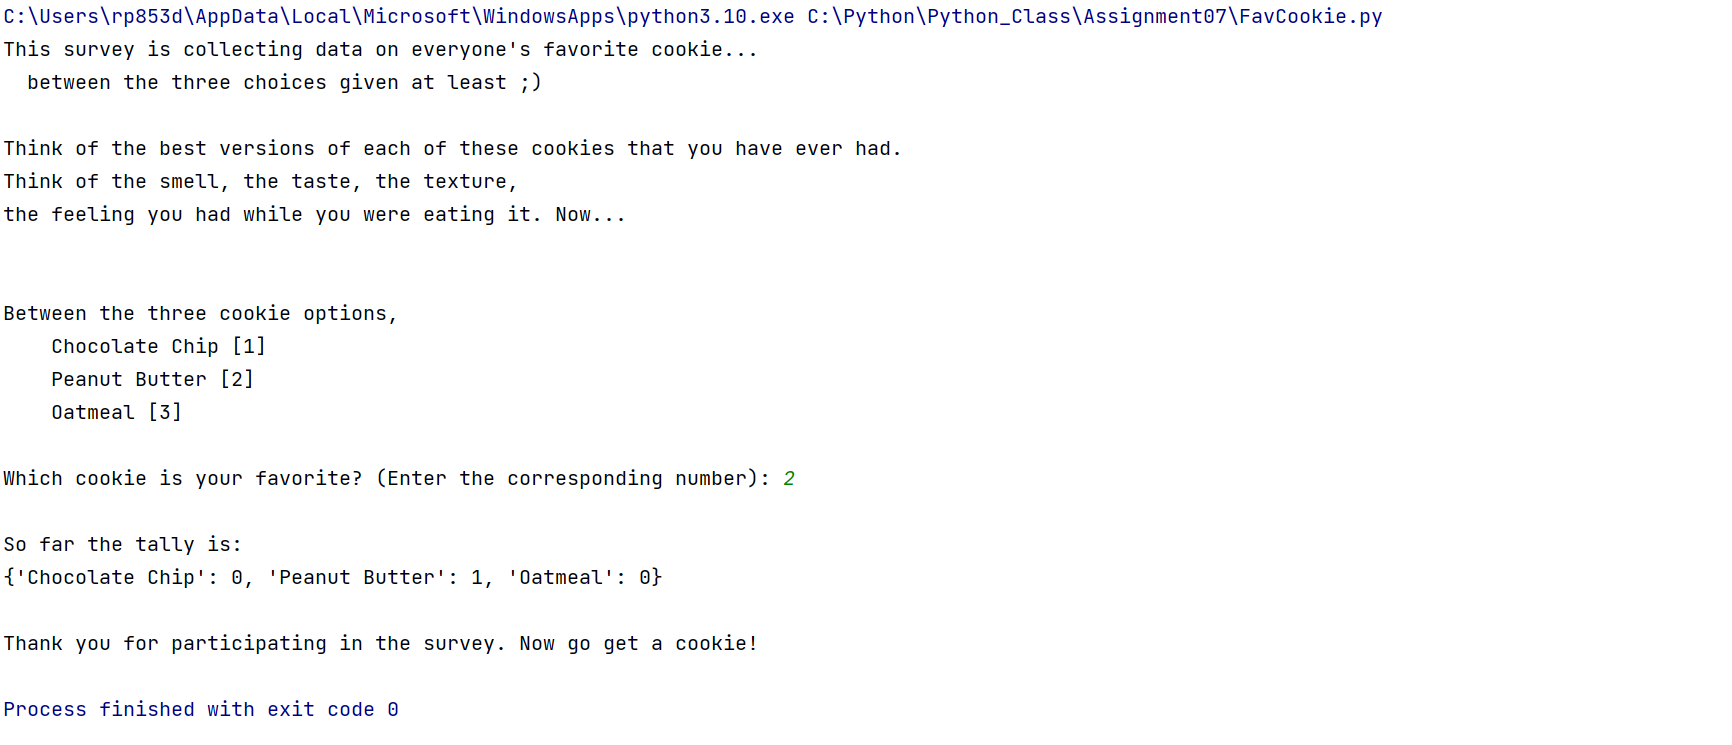 C:\Users\rp853d\AppData\Local\Microsoft\WindowsApps\python3.10.exe C:\Python\Python_Class\Assignment07\FavCookie.py
This survey is collecting data on everyone's favorite cookie...
  between the three choices given at least ;)
Think of the best versions of each of these cookies that you have ever had.
Think of the smell, the taste, the texture,
the feeling you had while you were eating it. Now...
Between the three cookie options,
    Chocolate Chip [1]
    Peanut Butter [2]
    Oatmeal [3]
Which cookie is your favorite? (Enter the corresponding number): 2
So far the tally is:
{'Chocolate Chip': 0, 'Peanut Butter': 1, 'Oatmeal': 0}
Thank you for participating in the survey. Now go get a cookie!
Process finished with exit code 0